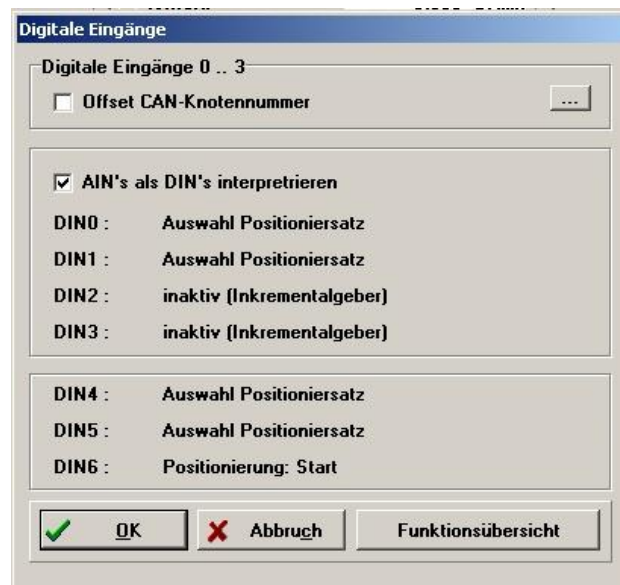 Digitale Eingänge
Digitale Eingänge 0 .. 3
Offset CAN-Knotennummer
...
AIN's als DIN's interpretieren
DIN0 : Auswahl Positioniersatz
DIN1 : Auswahl Positioniersatz
DIN2 : inaktiv (Inkrementalgeber)
DIN3 : inaktiv (Inkrementalgeber)
DIN4 : Auswahl Positioniersatz
DIN5 : Auswahl Positioniersatz
DIN6 : Positionierung: Start
OK Abbruch Funktionsübersicht